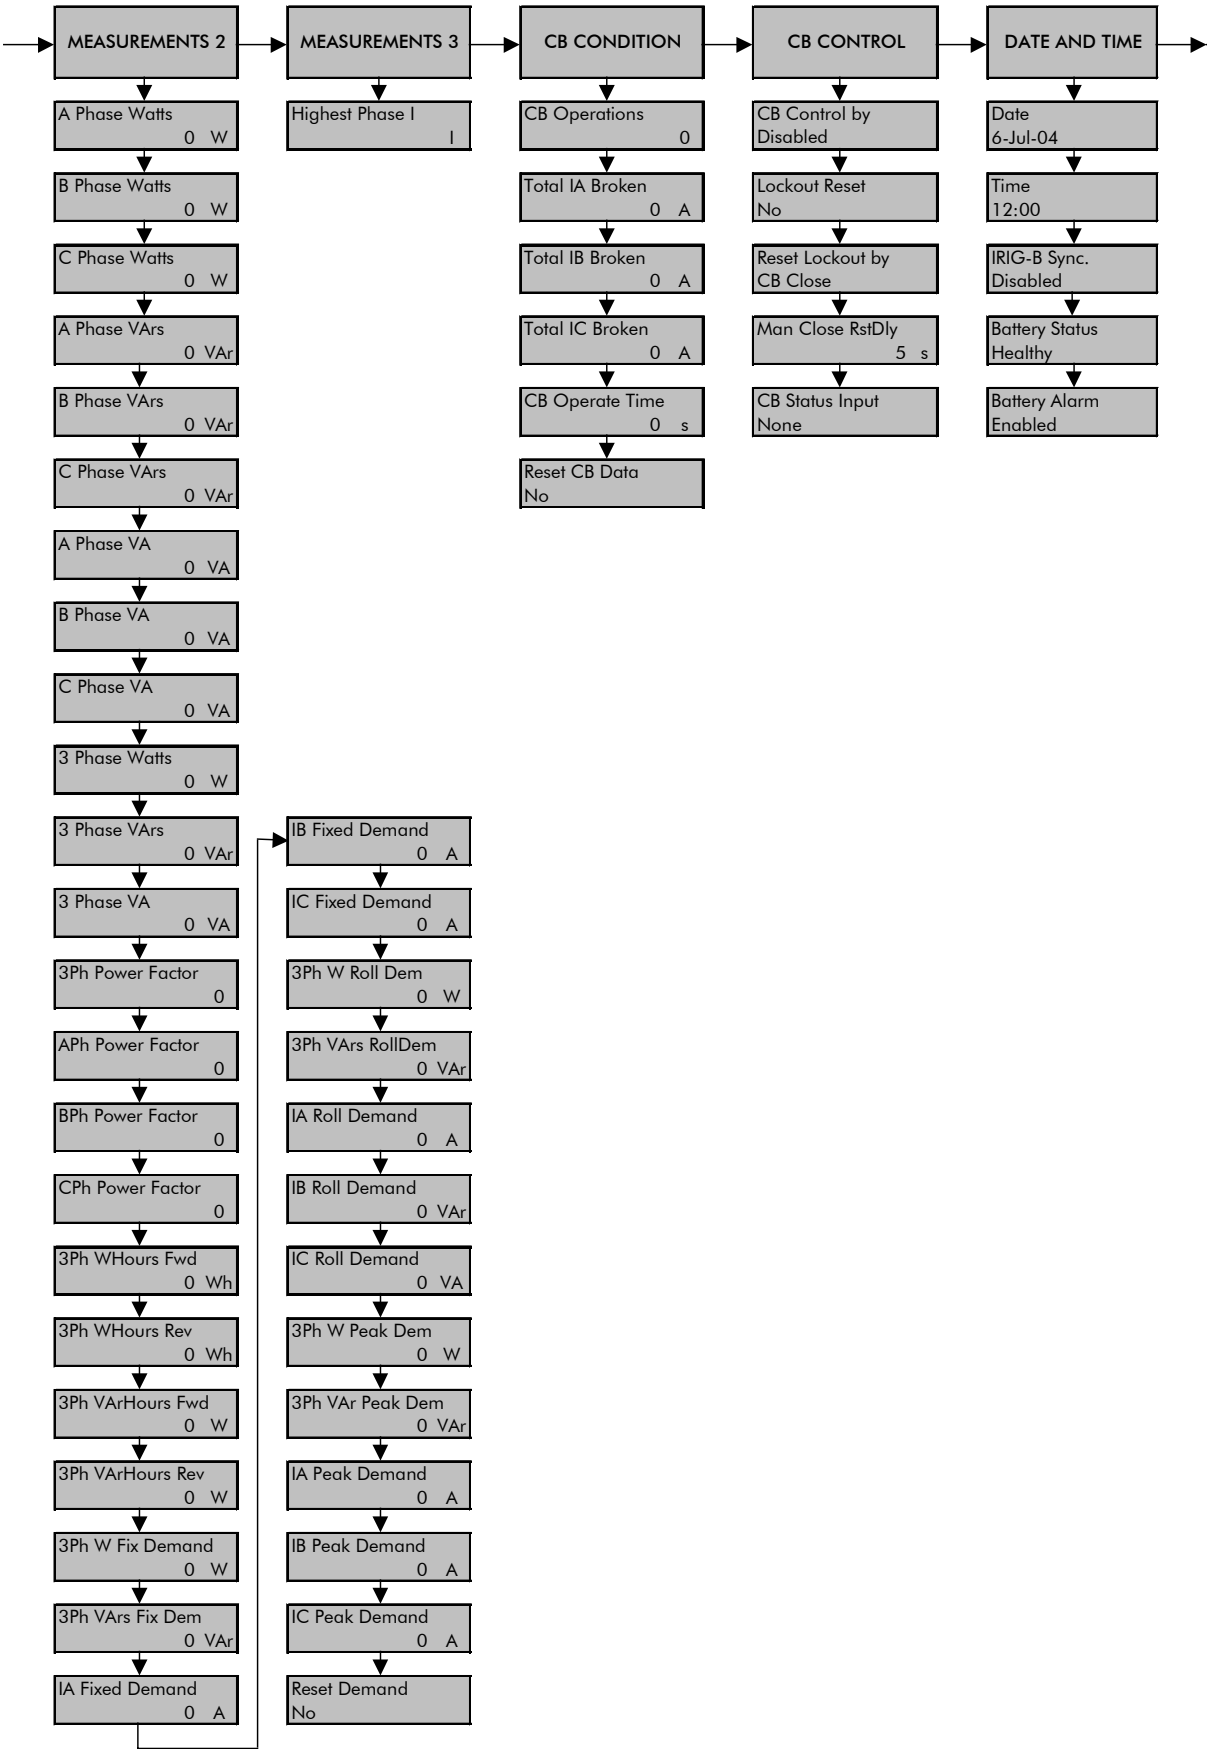 MEASUREMENTS 2
A Phase Watts
0 W
B Phase Watts
0 W
C Phase Watts
0 W
A Phase VArs
0 VAr
B Phase VArs
0 VAr
C Phase VArs
0 VAr
A Phase VA
0 VA
B Phase VA
0 VA
C Phase VA
0 VA
3 Phase Watts
0 W
3 Phase VArs
0 VAr
3 Phase VA
0 VA
3Ph Power Factor
0
APh Power Factor
0
BPh Power Factor
0
CPh Power Factor
0
3Ph WHours Fwd
0 Wh
3Ph WHours Rev
0 Wh
3Ph VArHours Fwd
0 W
3Ph VArHours Rev
0 W
3Ph W Fix Demand
0 W
3Ph VArs Fix Dem
0 VAr
IA Fixed Demand
0 A
IB Fixed Demand
0 A
IC Fixed Demand
0 A
3Ph W Roll Dem
0 W
3Ph VArs RollDem
0 VAr
IA Roll Demand
0 A
IB Roll Demand
0 VAr
IC Roll Demand
0 VA
3Ph W Peak Dem
0 W
3Ph VAr Peak Dem
0 VAr
IA Peak Demand
0 A
IB Peak Demand
0 A
IC Peak Demand
0 A
Reset Demand
No
MEASUREMENTS 3
Highest Phase I
I
CB CONDITION
CB Operations
0
Total IA Broken
0 A
Total IB Broken
0 A
Total IC Broken
0 A
CB Operate Time
0 s
Reset CB Data
No
CB CONTROL
CB Control by
Disabled
Lockout Reset
No
Reset Lockout by
CB Close
Man Close RstDly
5 s
CB Status Input
None
DATE AND TIME
Date
6-Jul-04
Time
12:00
IRIG-B Sync.
Disabled
Battery Status
Healthy
Battery Alarm
Enabled